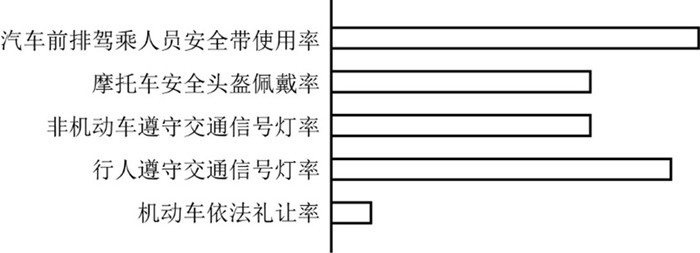 汽车前排驾乘人员安全带使用率
摩托车安全头盔佩戴率
非机动车遵守交通信号灯率
行人遵守交通信号灯率
机动车依法礼让率